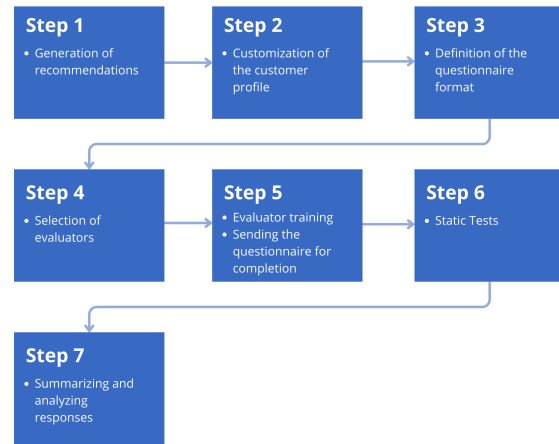 Step 1
• Generation of
recommendations
Step 2
• Customization of
the customer
profile
Step 3
• Definition of the
questionnaire
format
Step 4
• Selection of
evaluators
Step 5
• Evaluator training
• Sending the
questionnaire for
completion
Step 6
• Static Tests
Step 7
• Summarizing and
analyzing
responses